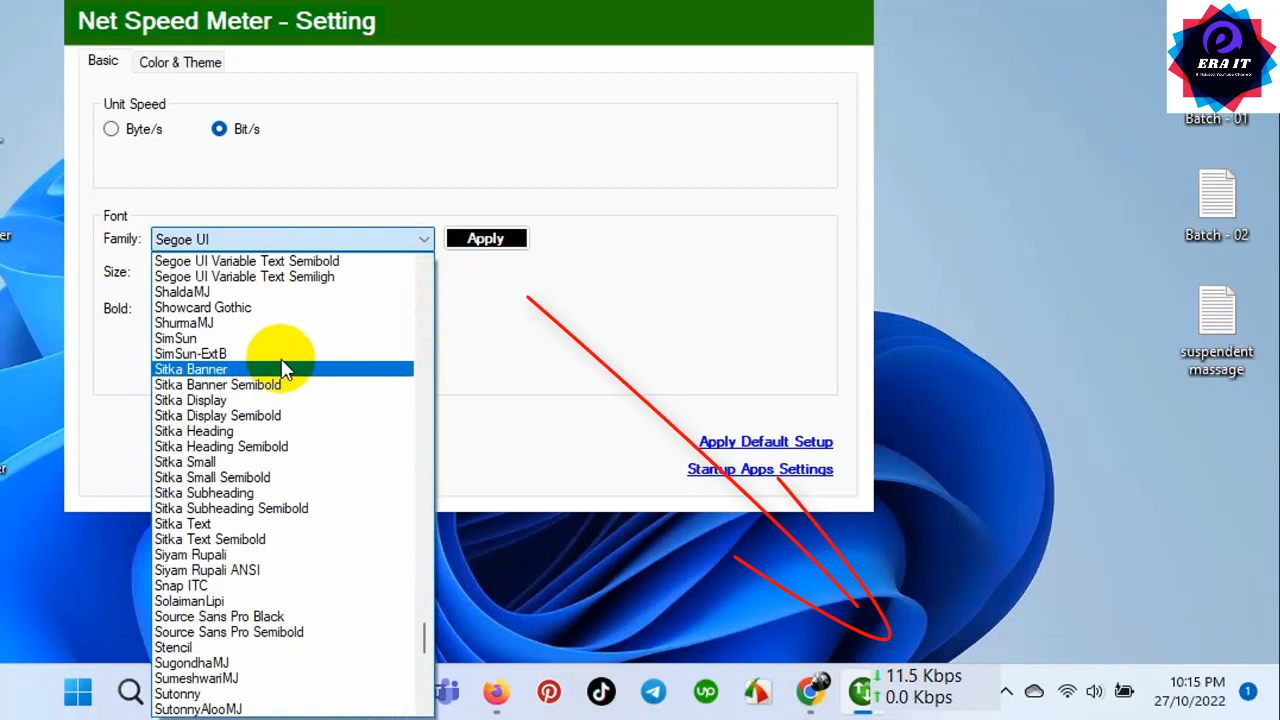 Net Speed Meter - Setting
Basic
Color & Theme
Unit Speed
Byte/s
Bit/s
Font
Family:
Segoe UI
Apply
Size:
Bold:
Segoe UI Variable Text Semibold
Segoe UI Variable Text Semiligh
ShaldaMJ
Showcard Gothic
ShurmaMJ
SimSun
SimSun-ExtB
Sitka Banner
Sitka Banner Semibold
Sitka Display
Sitka Display Semibold
Sitka Heading
Sitka Heading Semibold
Sitka Small
Sitka Small Semibold
Sitka Subheading
Sitka Subheading Semibold
Sitka Text
Sitka Text Semibold
Siyam Rupali
Siyam Rupali ANSI
Snap ITC
SolaimanLipi
Source Sans Pro Black
Source Sans Pro Semibold
Stencil
SugondhaMJ
SumeshwariMJ
Sutonny
SutonnyAlooMJ
Apply Default Setup
Startup Apps Settings
ERA IT
IT Related YouTube Channel
Batch - 01
Batch - 02
suspendent
massage
up
11.5 Kbps
0.0 Kbps
10:15 PM
27/10/2022
1